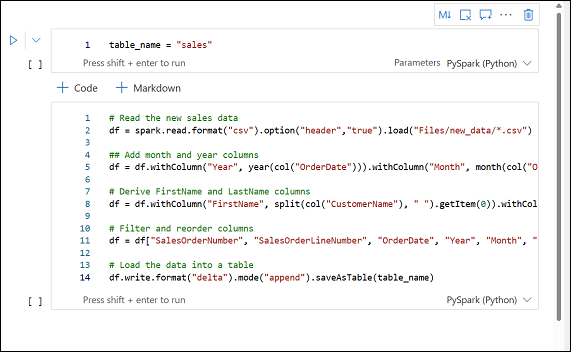 M↓
1 table_name = "sales"
[ ] Press shift + enter to run Parameters PySpark (Python)
+ Code + Markdown
1 # Read the new sales data
2 df = spark.read.format("csv").option("header","true").load("Files/new_data/*.csv")
3
4 ## Add month and year columns
5 df = df.withColumn("Year", year(col("OrderDate"))).withColumn("Month", month(col("O
6
7 # Derive FirstName and LastName columns
8 df = df.withColumn("FirstName", split(col("CustomerName"), " ").getItem(0)).withCol
9
10 # Filter and reorder columns
11 df = df["SalesOrderNumber", "SalesOrderLineNumber", "OrderDate", "Year", "Month", "
12
13 # Load the data into a table
14 df.write.format("delta").mode("append").saveAsTable(table_name)
[ ] Press shift + enter to run PySpark (Python)